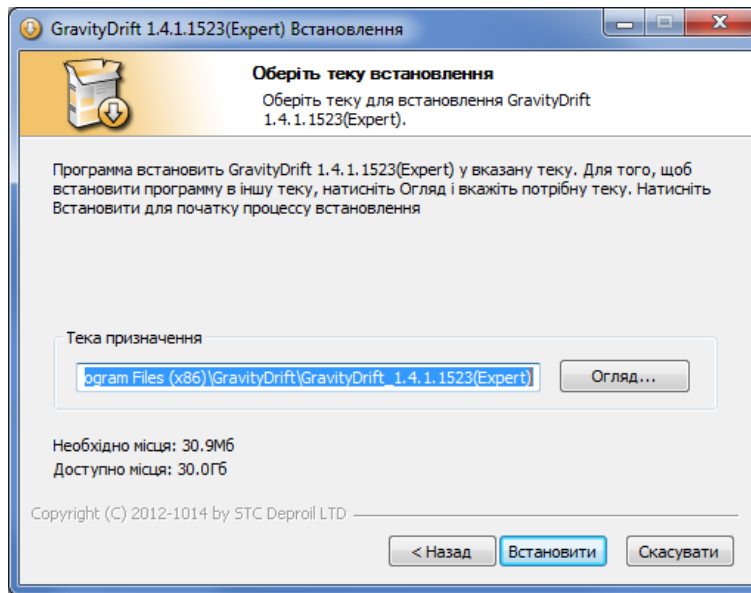 GravityDrift 1.4.1.1523(Expert) Встановлення
Оберіть теку встановлення
Оберіть теку для встановлення GravityDrift
1.4.1.1523(Expert).
Программа встановить GravityDrift 1.4.1.1523(Expert) у вказану теку. Для того, щоб
встановити программу в іншу теку, натисніть Огляд і вкажіть потрібну теку. Натисніть
Встановити для початку процессу встановлення
Тека призначення
ogram Files (x86)\GravityDrift\GravityDrift_1.4.1.1523(Expert)
Огляд...
Необхідно місця: 30.9Мб
Доступно місця: 30.0Гб
Copyright (C) 2012-1014 by STC Deproil LTD
< Назад
Встановити
Скасувати